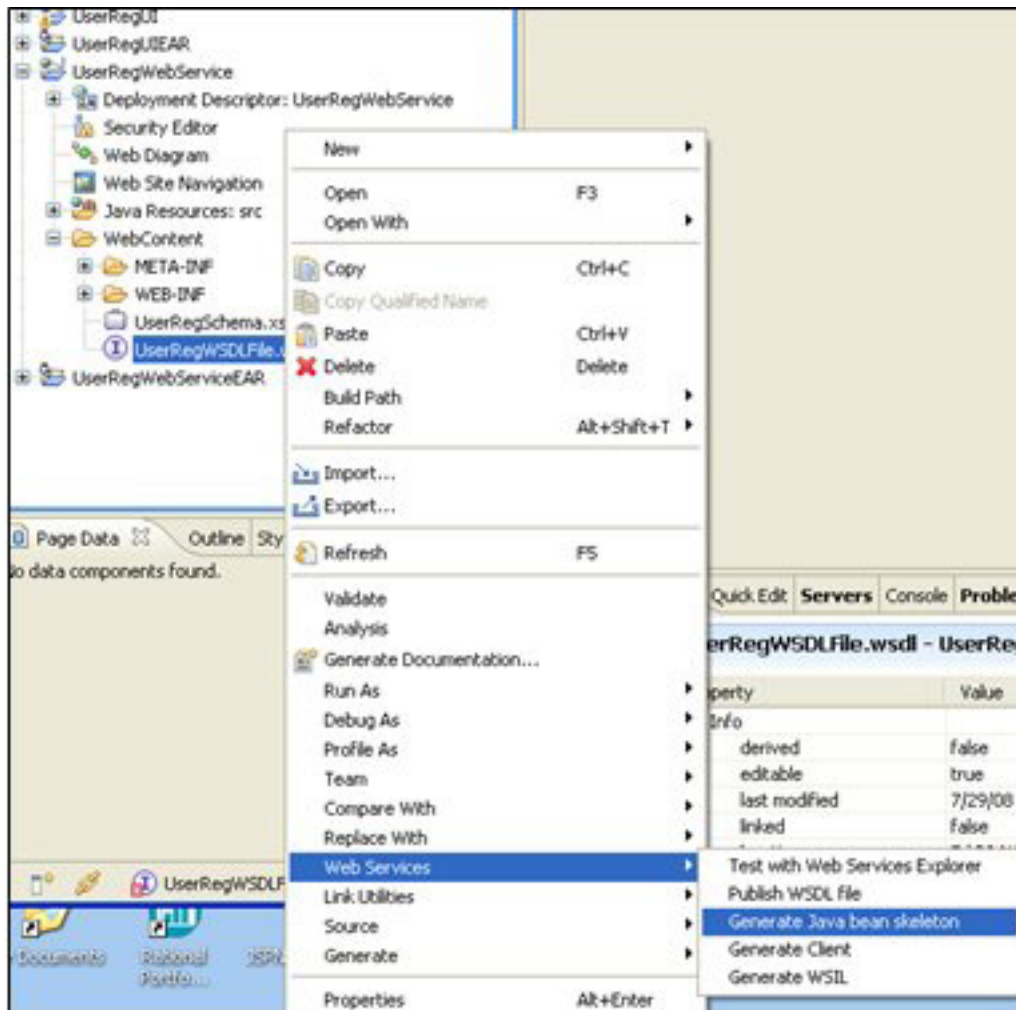 UserRegUI
UserRegUIEAR
UserRegWebService
Deployment Descriptor: UserRegWebService
Security Editor
Web Diagram
Web Site Navigation
Java Resources: src
WebContent
META-INF
WEB-INF
UserRegSchema.xs
UserRegWSDLFile.
UserRegWebServiceEAR
New
Open F3
Open With
Copy Ctrl+C
Copy Qualified Name
Paste Ctrl+V
Delete Delete
Build Path
Refactor Alt+Shift+T
Import...
Export...
Refresh F5
Validate
Analysis
Generate Documentation...
Run As
Debug As
Profile As
Team
Compare With
Replace With
Web Services
Link Utilities
Source
Generate
Properties Alt+Enter
Test with Web Services Explorer
Publish WSDL file
Generate Java bean skeleton
Generate Client
Generate WSIL
Page Data Outline Sty
No data components found.
Quick Edit Servers Console Proble
erRegWSDLFile.wsdl - UserReg
perty Value
Info
derived false
editable true
last modified 7/29/08
linked false
UserRegWSDLF
Documents
Rational
Portfo...